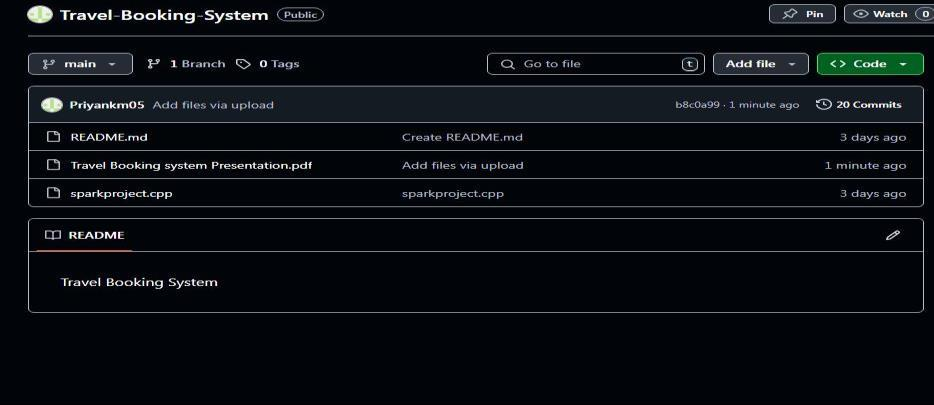 Travel-Booking-System Public Pin Watch 0
main 1 Branch 0 Tags Go to file t Add file Code
Priyankm05 Add files via upload b8c0a99 · 1 minute ago 20 Commits
README.md Create README.md 3 days ago
Travel Booking system Presentation.pdf Add files via upload 1 minute ago
sparkproject.cpp sparkproject.cpp 3 days ago
README
Travel Booking System